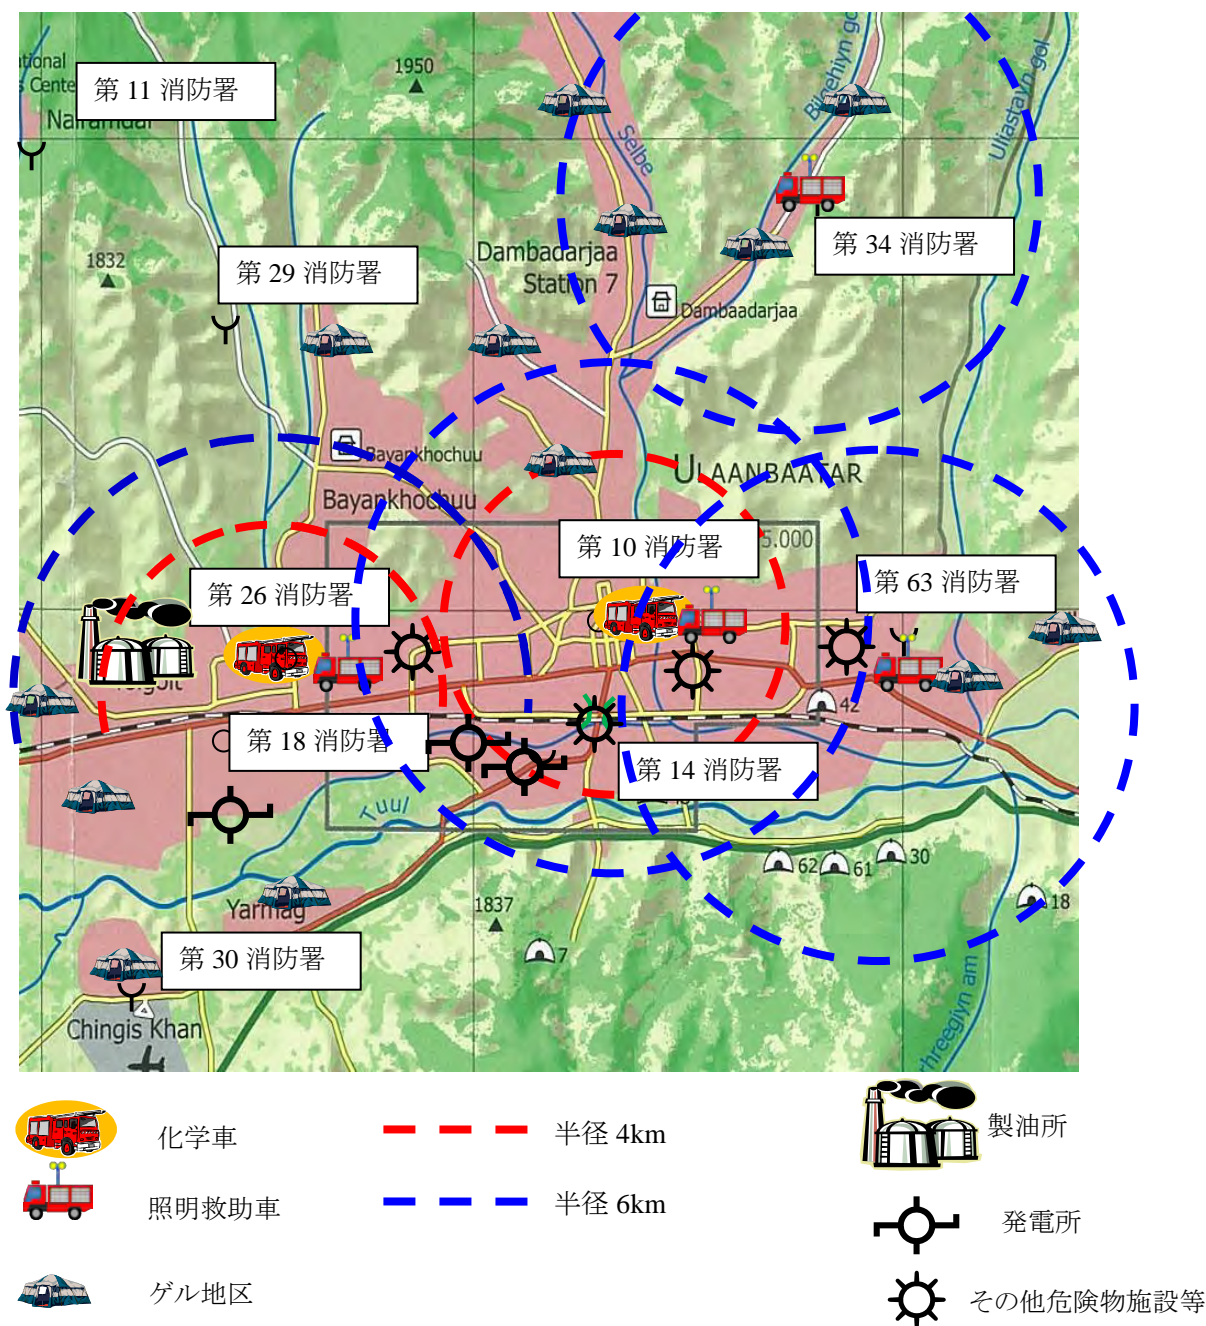 1950
第 11 消防署
Nairamdal
Selbe
Uliastayn gol
第 34 消防署
Dambadarjaa
Station 7
1832
第 29 消防署
Dambaadarjaa
Bayankhochuu
ULAANBAATAR
Bayankhochuu
第 10 消防署
5.000
第 63 消防署
第 26 消防署
42
第 18 消防署
第 14 消防署
Tuul
62
61
30
18
Yarmag
1837
7
第 30 消防署
Chingis Khan
化学車
半径 4km
製油所
照明救助車
半径 6km
発電所
ゲル地区
その他危険物施設等